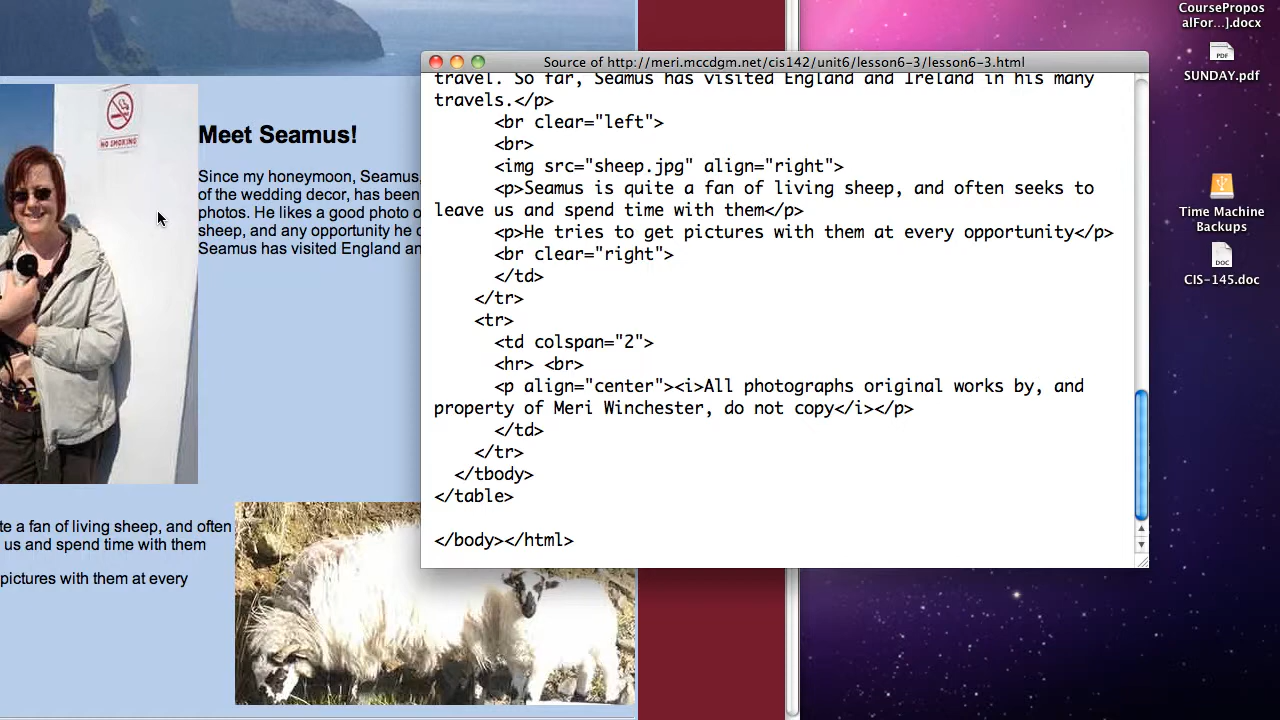 CoursePropos
alFor...].docx
SUNDAY.pdf
Time Machine
Backups
CIS-145.doc
Source of http://meri.mccdgm.net/cis142/unit6/lesson6-3/lesson6-3.html
travel. So far, Seamus has visited England and Ireland in his many
travels.</p>
<br clear="left">
<br>
<img src="sheep.jpg" align="right">
<p>Seamus is quite a fan of living sheep, and often seeks to
leave us and spend time with them</p>
<p>He tries to get pictures with them at every opportunity</p>
<br clear="right">
</td>
</tr>
<tr>
<td colspan="2">
<hr> <br>
<p align="center"><i>All photographs original works by, and
property of Meri Winchester, do not copy</i></p>
</td>
</tr>
</tbody>
</table>
</body></html>
NO SMOKING
Meet Seamus!
Since my honeymoon, Seamus,
of the wedding decor, has been
photos. He likes a good photo o
sheep, and any opportunity he
Seamus has visited England an
te a fan of living sheep, and often
us and spend time with them
pictures with them at every
PDF
DOC